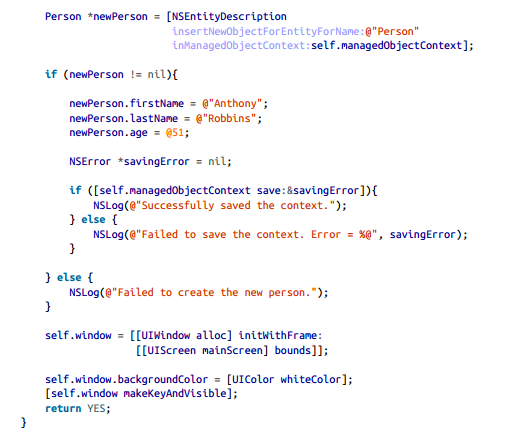 Person *newPerson = [NSEntityDescription
insertNewObjectForEntityForName:@"Person"
inManagedObjectContext:self.managedObjectContext];
if (newPerson != nil){
newPerson.firstName = @"Anthony";
newPerson.lastName = @"Robbins";
newPerson.age = @51;
NSError *savingError = nil;
if ([self.managedObjectContext save:&savingError]){
NSLog(@"Successfully saved the context.");
} else {
NSLog(@"Failed to save the context. Error = %@", savingError);
}
} else {
NSLog(@"Failed to create the new person.");
}
self.window = [[UIWindow alloc] initWithFrame:
[[UIScreen mainScreen] bounds]];
self.window.backgroundColor = [UIColor whiteColor];
[self.window makeKeyAndVisible];
return YES;
}